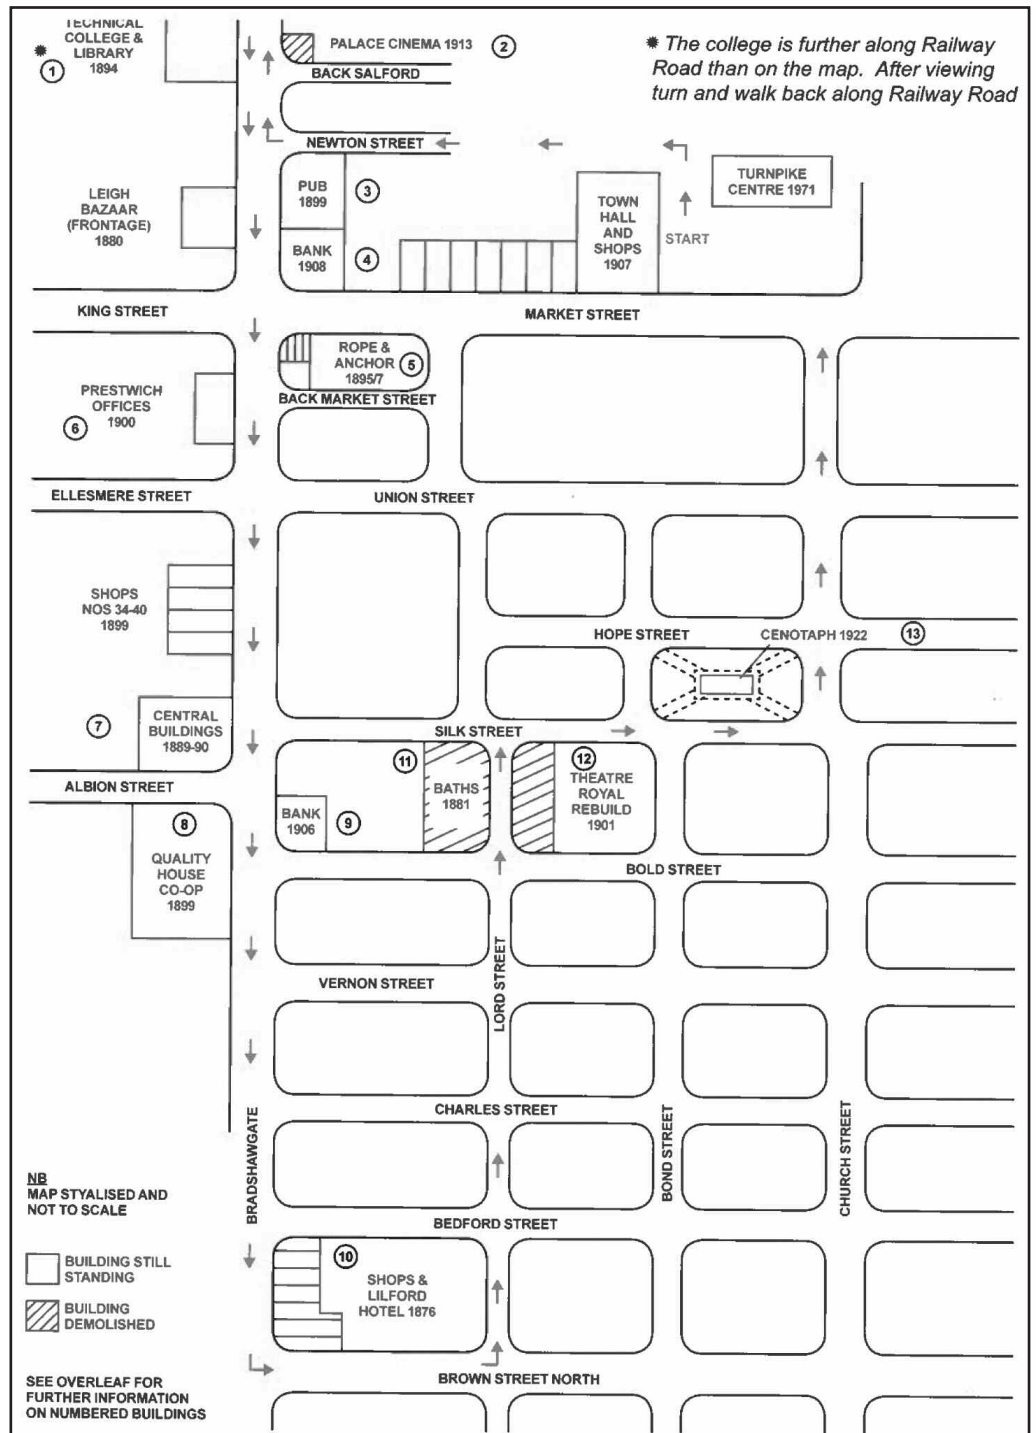 TECHNICAL
COLLEGE &
LIBRARY
1894
✹
1
PALACE CINEMA 1913
2
BACK SALFORD
✹ The college is further along Railway
Road than on the map. After viewing
turn and walk back along Railway Road
NEWTON STREET
LEIGH
BAZAAR
(FRONTAGE)
1880
PUB
1899
3
BANK
1908
4
TOWN
HALL
AND
SHOPS
1907
START
TURNPIKE
CENTRE 1971
KING STREET
MARKET STREET
ROPE &
ANCHOR
1895/7
5
BACK MARKET STREET
PRESTWICH
OFFICES
1900
6
ELLESMERE STREET
UNION STREET
SHOPS
NOS 34-40
1899
HOPE STREET
CENOTAPH 1922
13
7
CENTRAL
BUILDINGS
1889-90
SILK STREET
ALBION STREET
11
BATHS
1881
12
THEATRE
ROYAL
REBUILD
1901
BANK
1906
9
8
QUALITY
HOUSE
CO-OP
1899
BOLD STREET
VERNON STREET
LORD STREET
CHARLES STREET
BRADSHAWGATE
BOND STREET
CHURCH STREET
NB
MAP STYALISED AND
NOT TO SCALE
BEDFORD STREET
BUILDING STILL
STANDING
BUILDING
DEMOLISHED
10
SHOPS &
LILFORD
HOTEL 1876
BROWN STREET NORTH
SEE OVERLEAF FOR
FURTHER INFORMATION
ON NUMBERED BUILDINGS